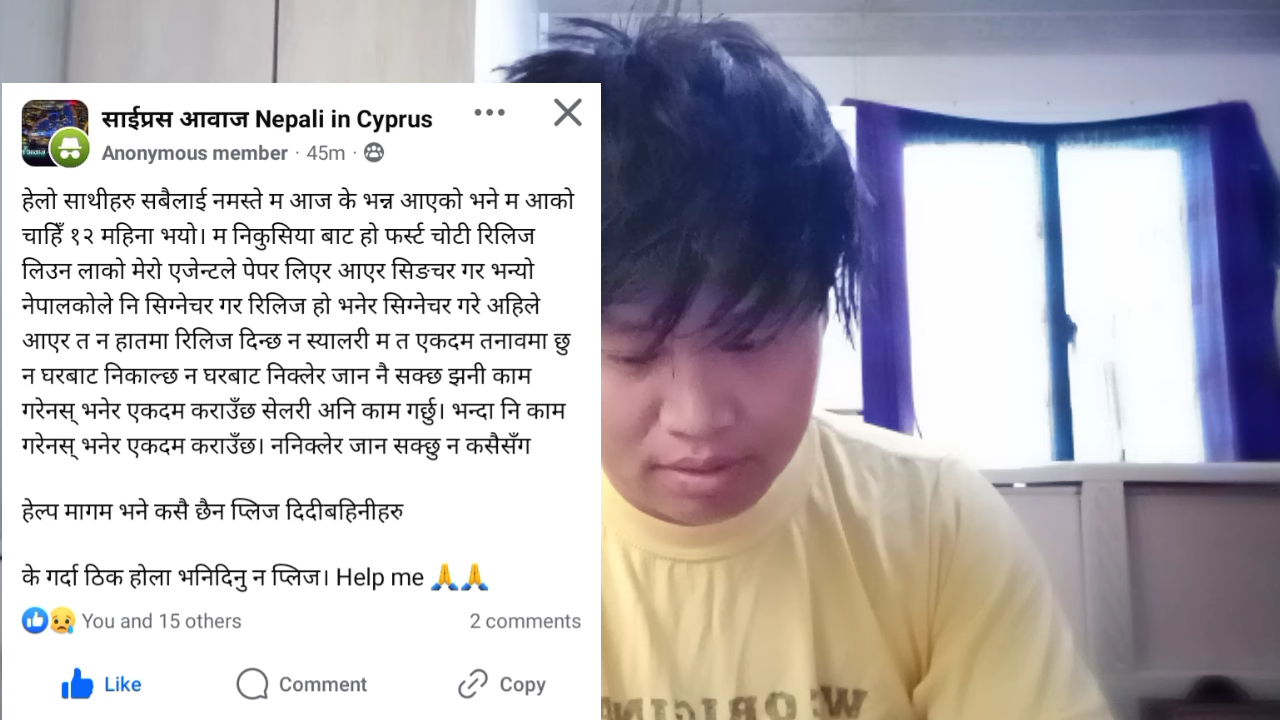 साईप्रस आवाज Nepali in Cyprus
Anonymous member · 45m ·
हेलो साथीहरु सबैलाई नमस्ते म आज के भन्न आएको भने म आको
चाहिँ १२ महिना भयो। म निकुसिया बाट हो फर्स्ट चोटी रिलिज
लिउन लाको मेरो एजेन्टले पेपर लिएर आएर सिङचर गर भन्यो
नेपालकोले नि सिग्नेचर गर रिलिज हो भनेर सिग्नेचर गरे अहिले
आएर त न हातमा रिलिज दिन्छ न स्यालरी म त एकदम तनावमा छु
न घरबाट निकाल्छ न घरबाट निक्लेर जान नै सक्छ झनी काम
गरेनस् भनेर एकदम कराउँछ सेलरी अनि काम गर्छु। भन्दा नि काम
गरेनस् भनेर एकदम कराउँछ। ननिक्लेर जान सक्छु न कसैसँग
हेल्प मागम भने कसै छैन प्लिज दिदीबहिनीहरु
के गर्दा ठिक होला भनिदिनु न प्लिज। Help me 🙏🙏
You and 15 others
2 comments
Like
Comment
Copy
WE ORIGINA